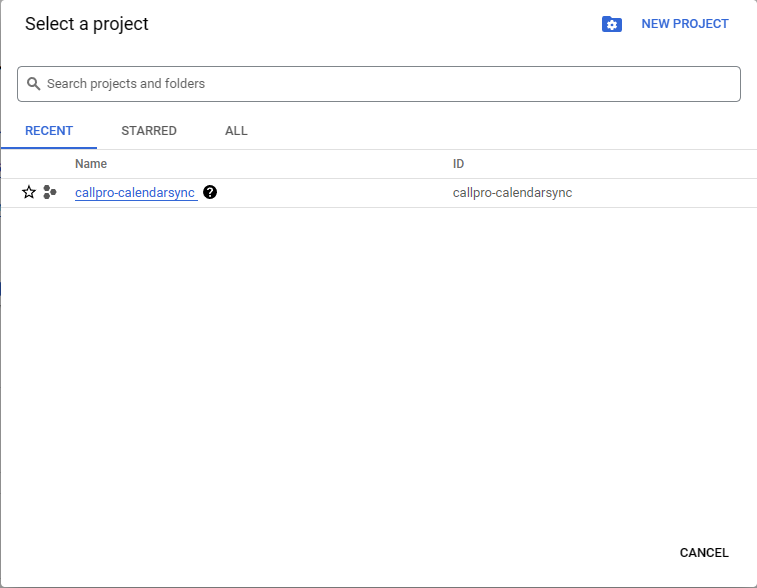 Select a project
NEW PROJECT
Search projects and folders
RECENT STARRED ALL
Name ID
callpro-calendarsync ? callpro-calendarsync
CANCEL